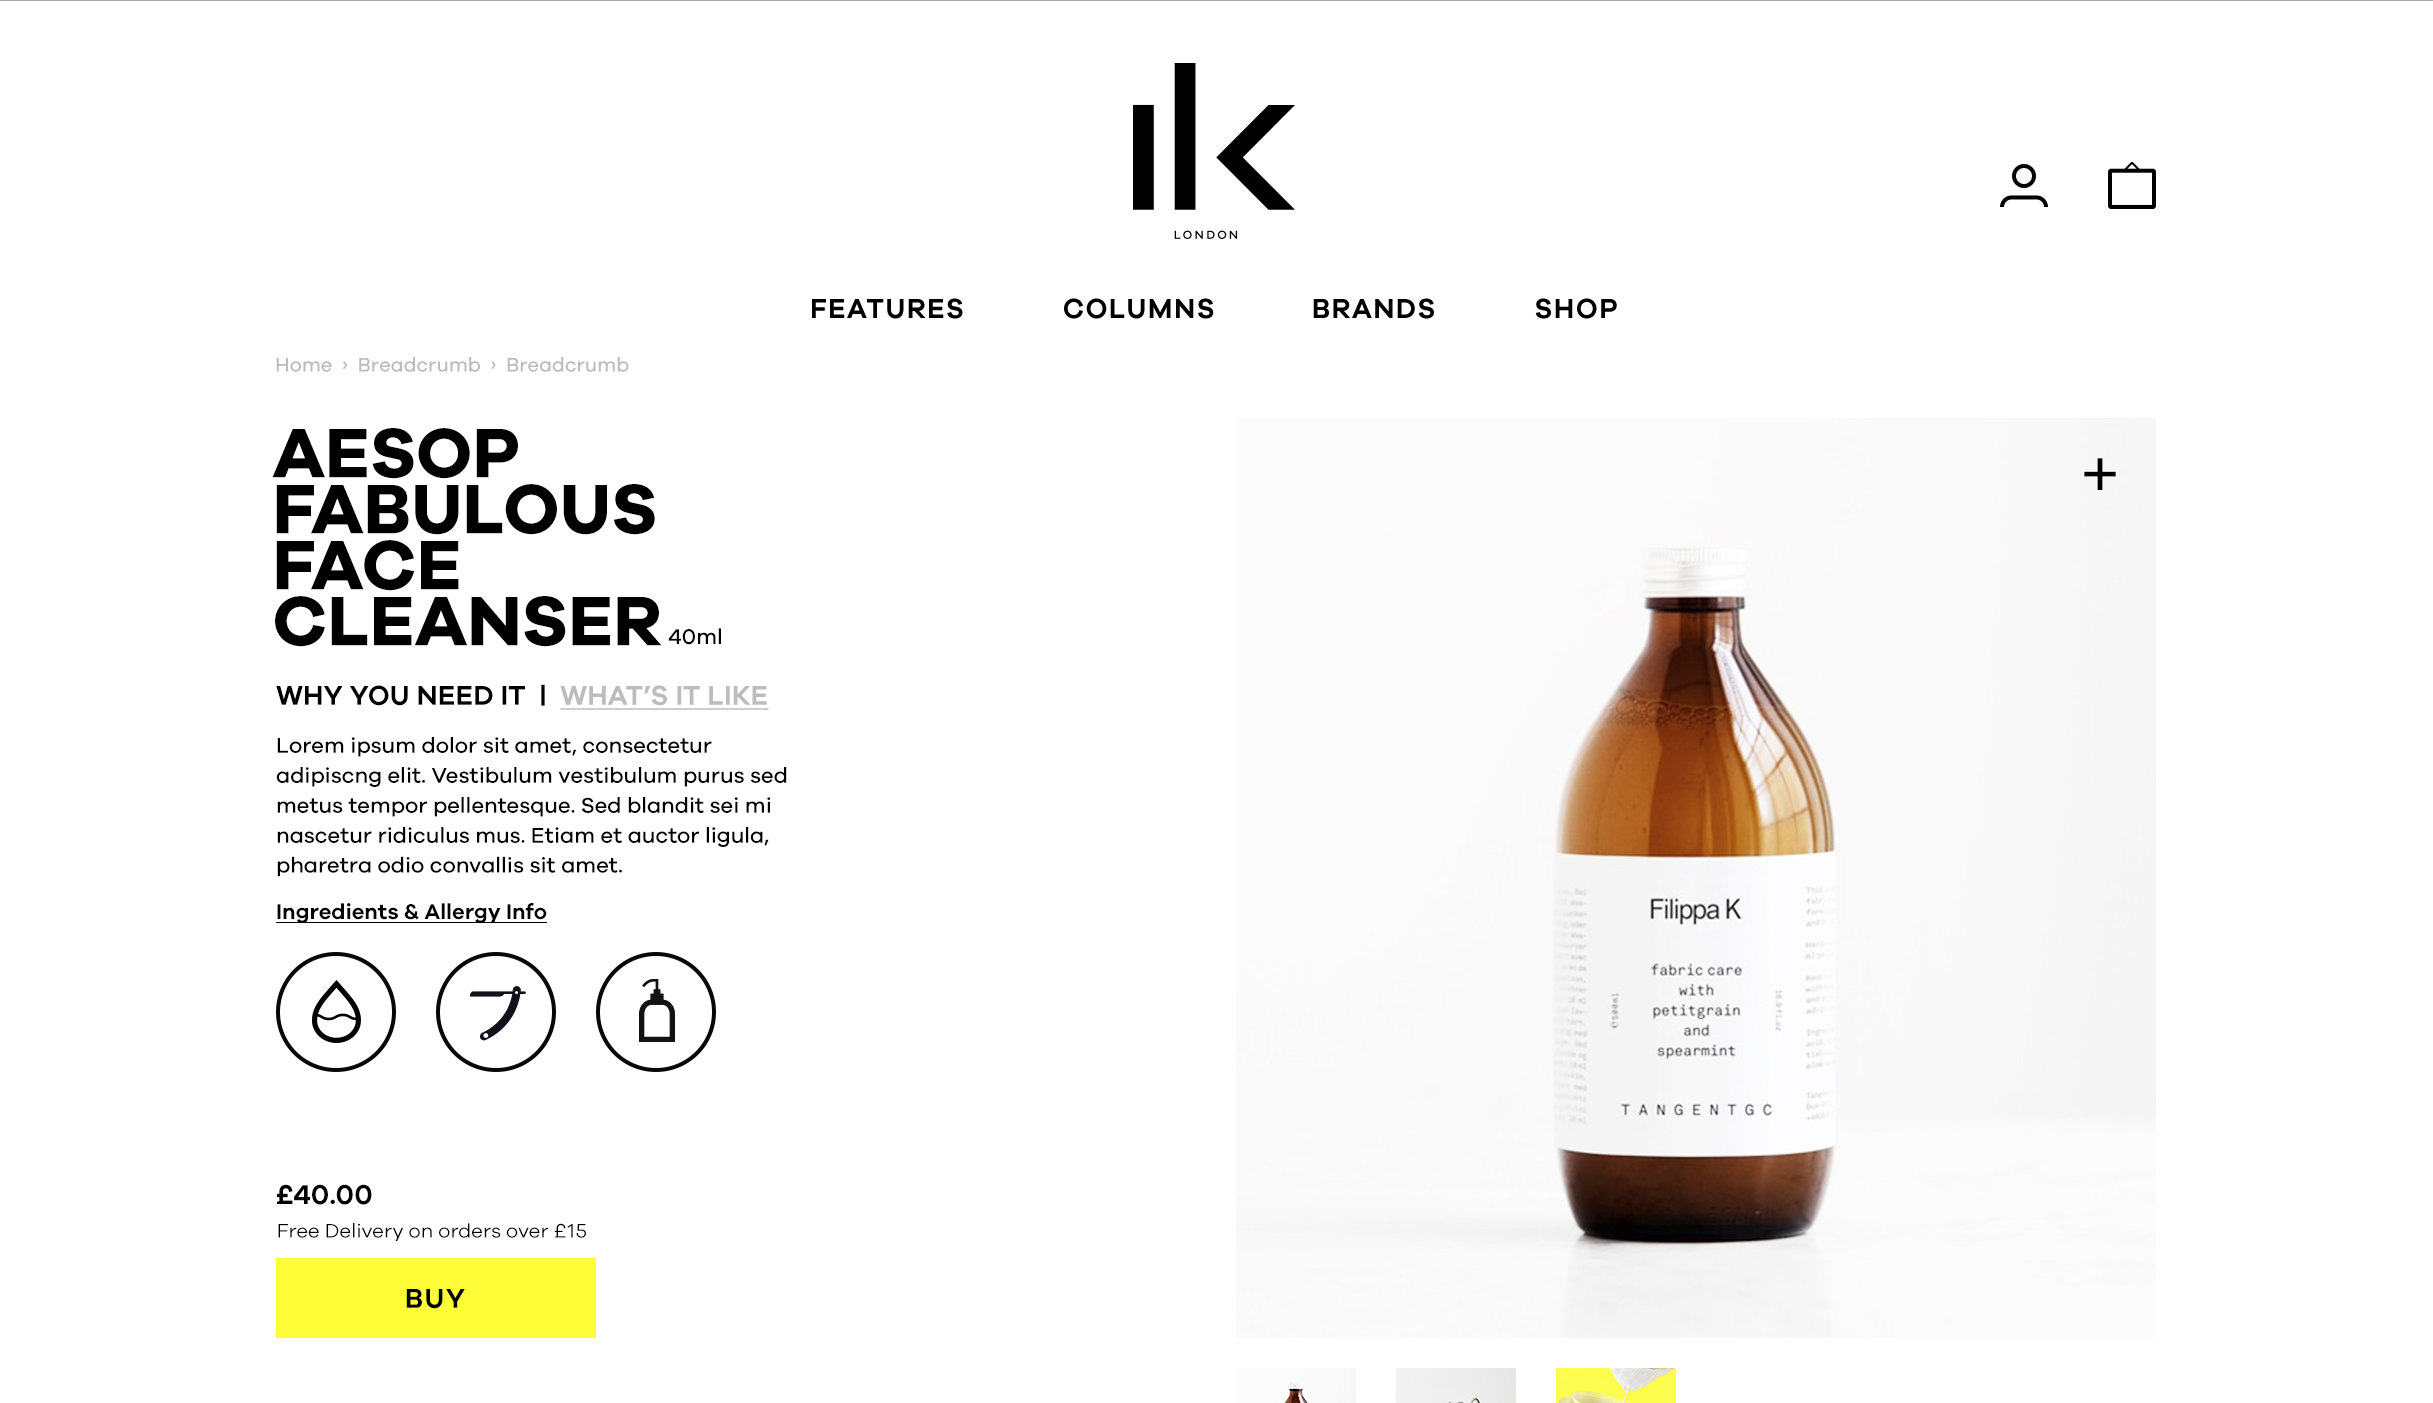 ılk
LONDON
FEATURES COLUMNS BRANDS SHOP
Home › Breadcrumb › Breadcrumb
AESOP
FABULOUS
FACE
CLEANSER 40ml
WHY YOU NEED IT | WHAT’S IT LIKE
Lorem ipsum dolor sit amet, consectetur
adipiscng elit. Vestibulum vestibulum purus sed
metus tempor pellentesque. Sed blandit sei mi
nascetur ridiculus mus. Etiam et auctor ligula,
pharetra odio convallis sit amet.
Ingredients & Allergy Info
£40.00
Free Delivery on orders over £15
BUY
Filippa K
fabric care
with
petitgrain
and
spearmint
℮500ml
TANGENTGC